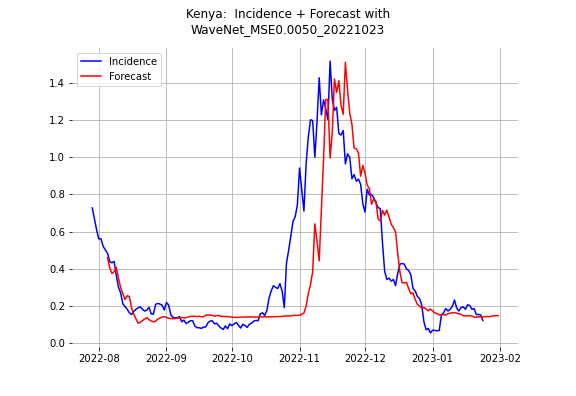 Kenya:  Incidence + Forecast with
WaveNet_MSE0.0050_20221023
Incidence
Forecast
1.4
1.2
1.0
0.8
0.6
0.4
0.2
0.0
2022-08 2022-09 2022-10 2022-11 2022-12 2023-01 2023-02